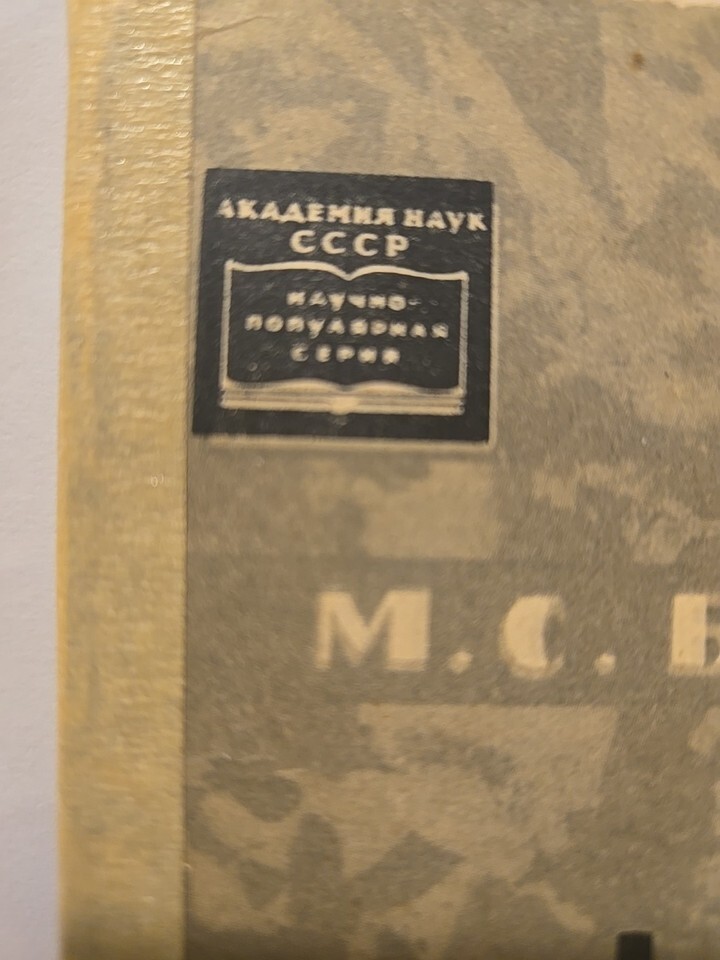 АКАДЕМИЯ НАУК
СССР
НАУЧНО-
ПОПУЛЯРНАЯ
СЕРИЯ
М.С.